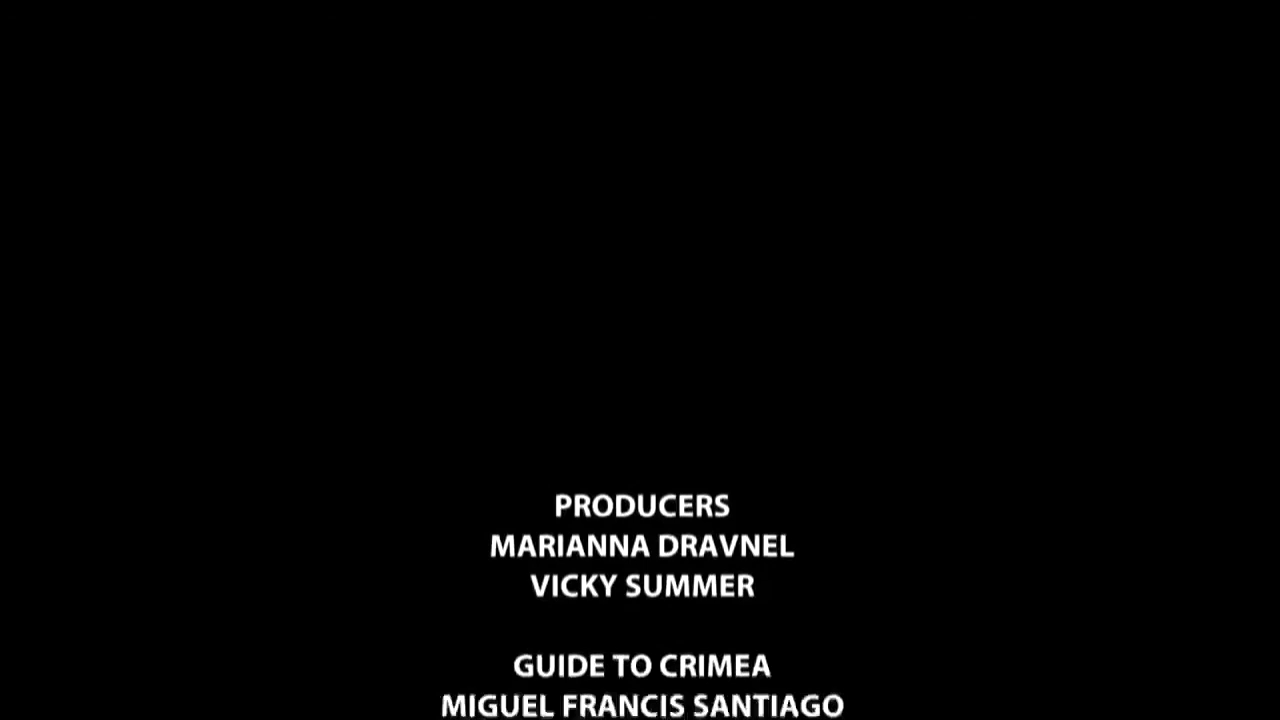 PRODUCERS
MARIANNA DRAVNEL
VICKY SUMMER
GUIDE TO CRIMEA
MIGUEL FRANCIS SANTIAGO